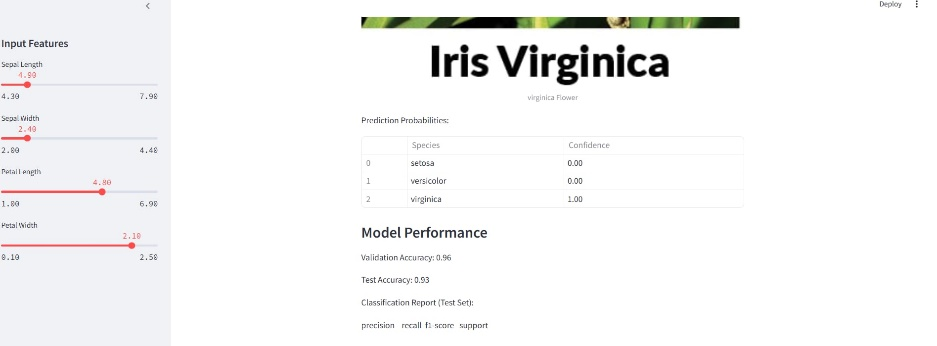 Deploy
Input Features
Sepal Length
4.90
4.30 7.90
Sepal Width
2.40
2.00 4.40
Petal Length
4.80
1.00 6.90
Petal Width
2.10
0.10 2.50
Iris Virginica
virginica Flower
Prediction Probabilities:
Species Confidence
0 setosa 0.00
1 versicolor 0.00
2 virginica 1.00
Model Performance
Validation Accuracy: 0.96
Test Accuracy: 0.93
Classification Report (Test Set):
precision recall f1-score support